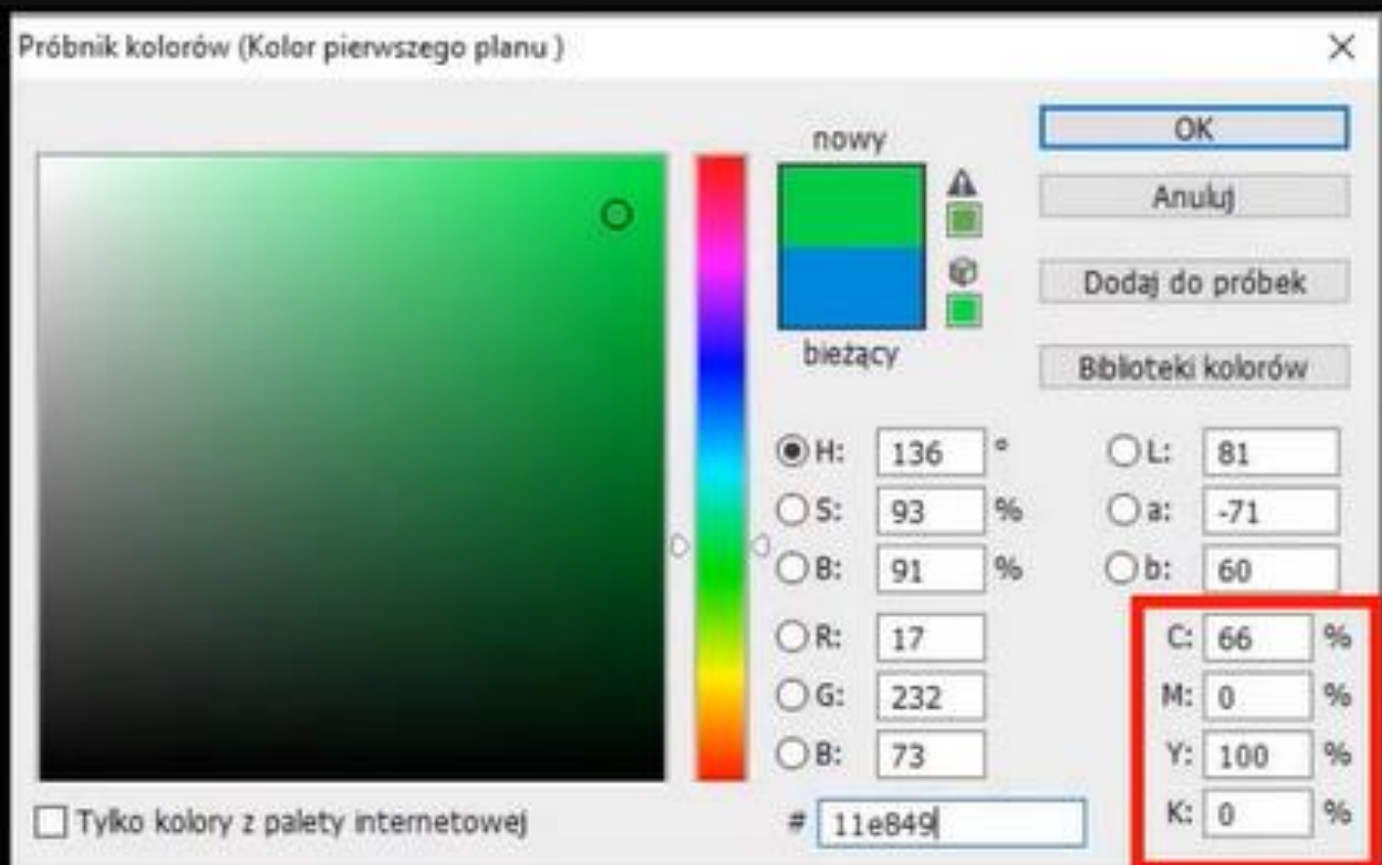 Próbnik kolorów (Kolor pierwszego planu )
nowy
bieżący
OK
Anuluj
Dodaj do próbek
Biblioteki kolorów
H: 136 °
S: 93 %
B: 91 %
R: 17
G: 232
B: 73
# 11e849
L: 81
a: -71
b: 60
C: 66 %
M: 0 %
Y: 100 %
K: 0 %
Tylko kolory z palety internetowej